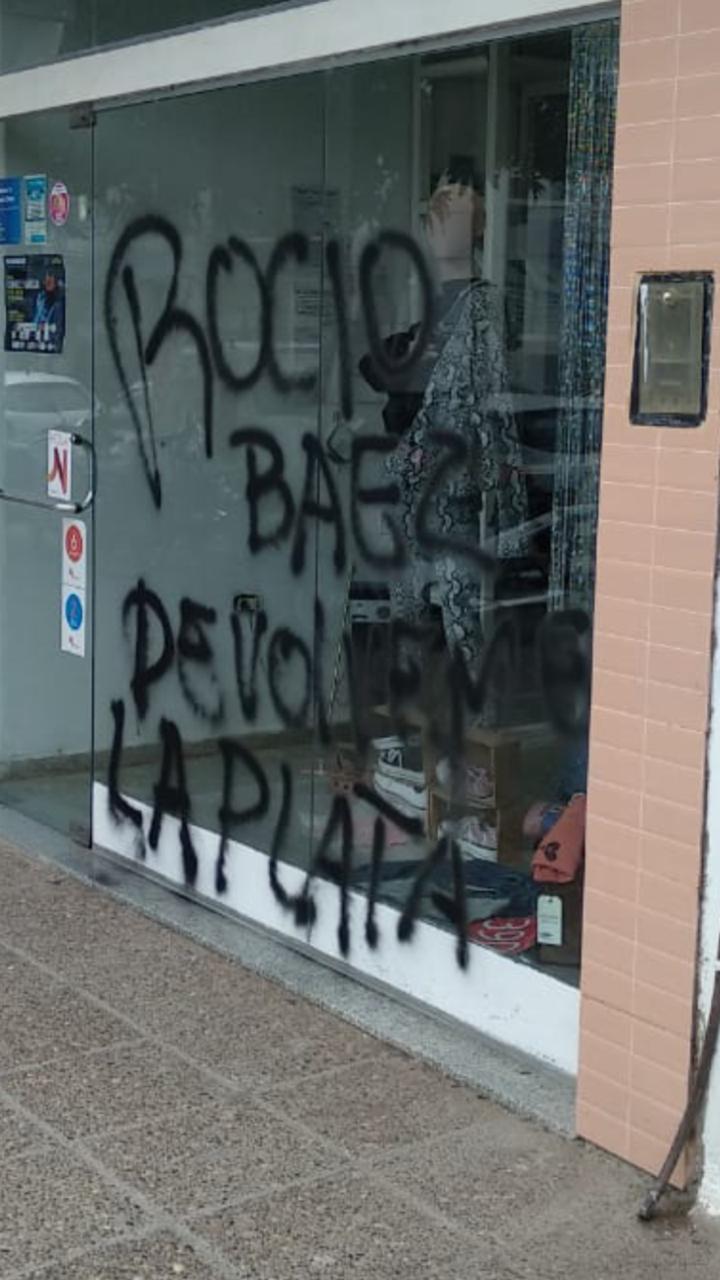 ROCIO
BAEZ
DEVOLVEME
LA PLATA